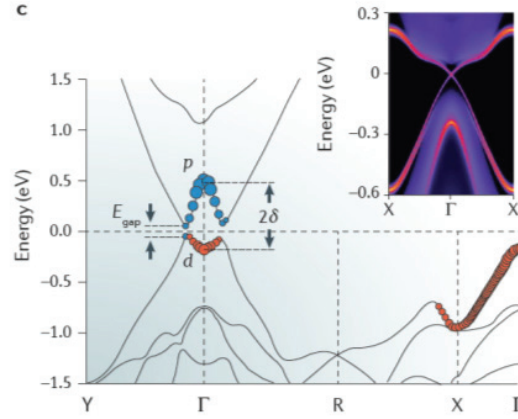 c
1.5
1.0
0.5
0.0
−0.5
−1.0
−1.5
Energy (eV)
p
E gap
2δ
d
Y
Γ
R
X
0.3
0
−0.3
−0.6
Energy (eV)
X
Γ
X